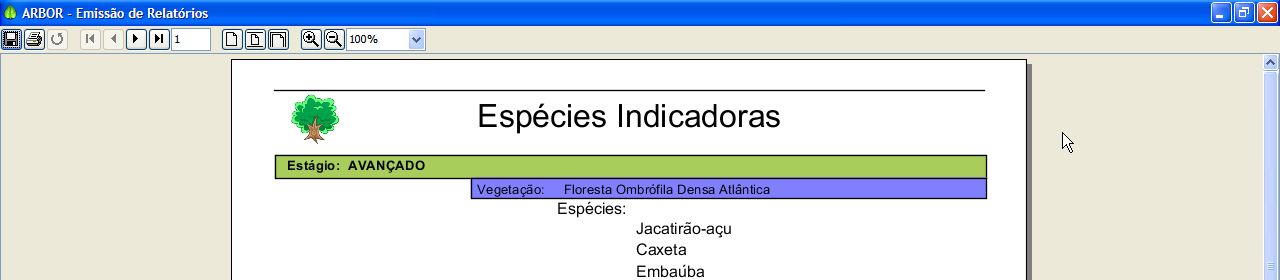 ARBOR - Emissão de Relatórios
1
100%
Espécies Indicadoras
Estágio: AVANÇADO
Vegetação: Floresta Ombrófila Densa Atlântica
Espécies:
Jacatirão-açu
Caxeta
Embaúba